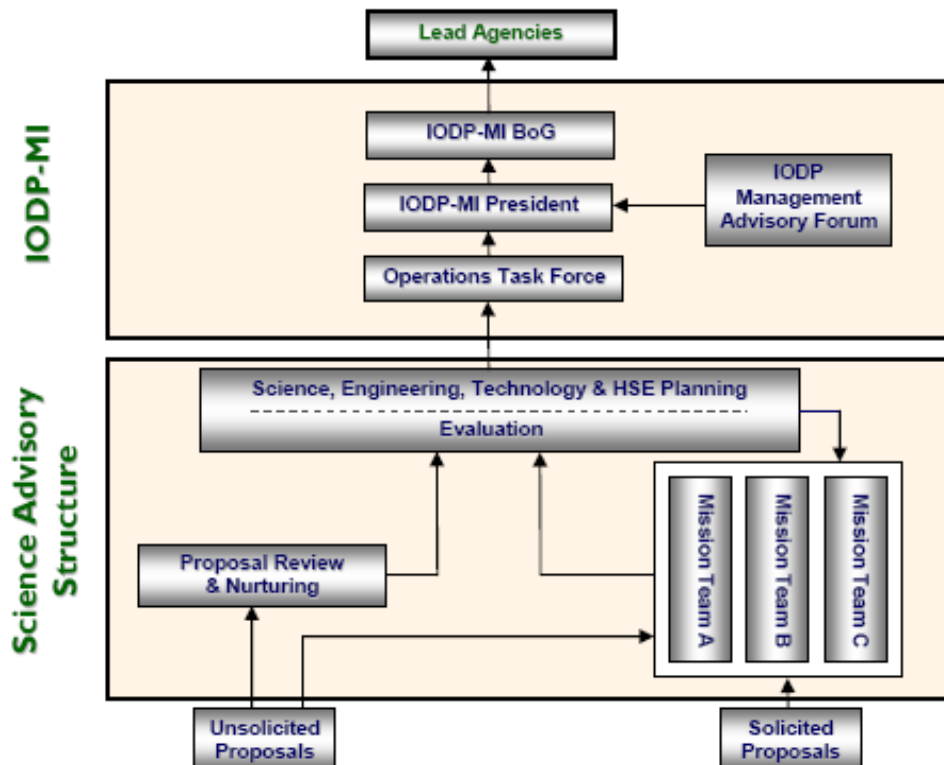 Lead Agencies
IODP-MI
IODP-MI BoG
IODP-MI President
IODP
Management
Advisory Forum
Operations Task Force
Science Advisory
Structure
Science, Engineering, Technology & HSE Planning
Evaluation
Mission Team A
Mission Team B
Mission Team C
Proposal Review
& Nurturing
Unsolicited
Proposals
Solicited
Proposals